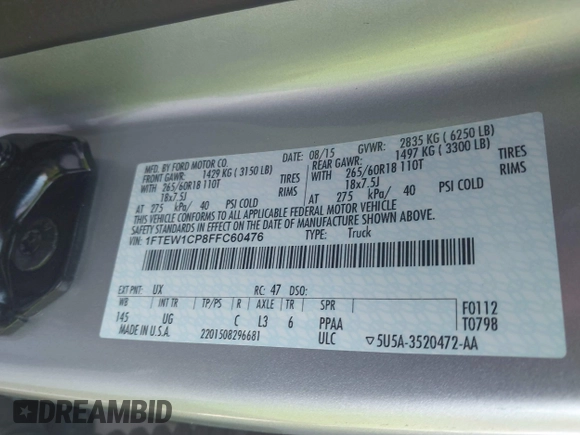 MFD. BY FORD MOTOR CO.
DATE: 08/15 GVWR: 2835 KG ( 6250 LB)
FRONT GAWR: 1429 KG ( 3150 LB) REAR GAWR: 1497 KG ( 3300 LB)
WITH 265/60R18 110T TIRES WITH 265/60R18 110T TIRES
18x7.5J RIMS 18x7.5J RIMS
AT 275 kPa/ 40 PSI COLD AT 275 kPa/ 40 PSI COLD
THIS VEHICLE CONFORMS TO ALL APPLICABLE FEDERAL MOTOR VEHICLE
SAFETY STANDARDS IN EFFECT ON THE DATE OF MANUFACTURE SHOWN ABOVE.
VIN: 1FTEW1CP8FFC60476 TYPE: Truck
EXT PNT: UX RC: 47 DSO:
WB INT TR TP/PS R AXLE TR SPR
145 UG C L3 6 PPAA F0112
ULC T0798
MADE IN U.S.A. 2201508296681 ▽5U5A-3520472-AA
DREAMBID